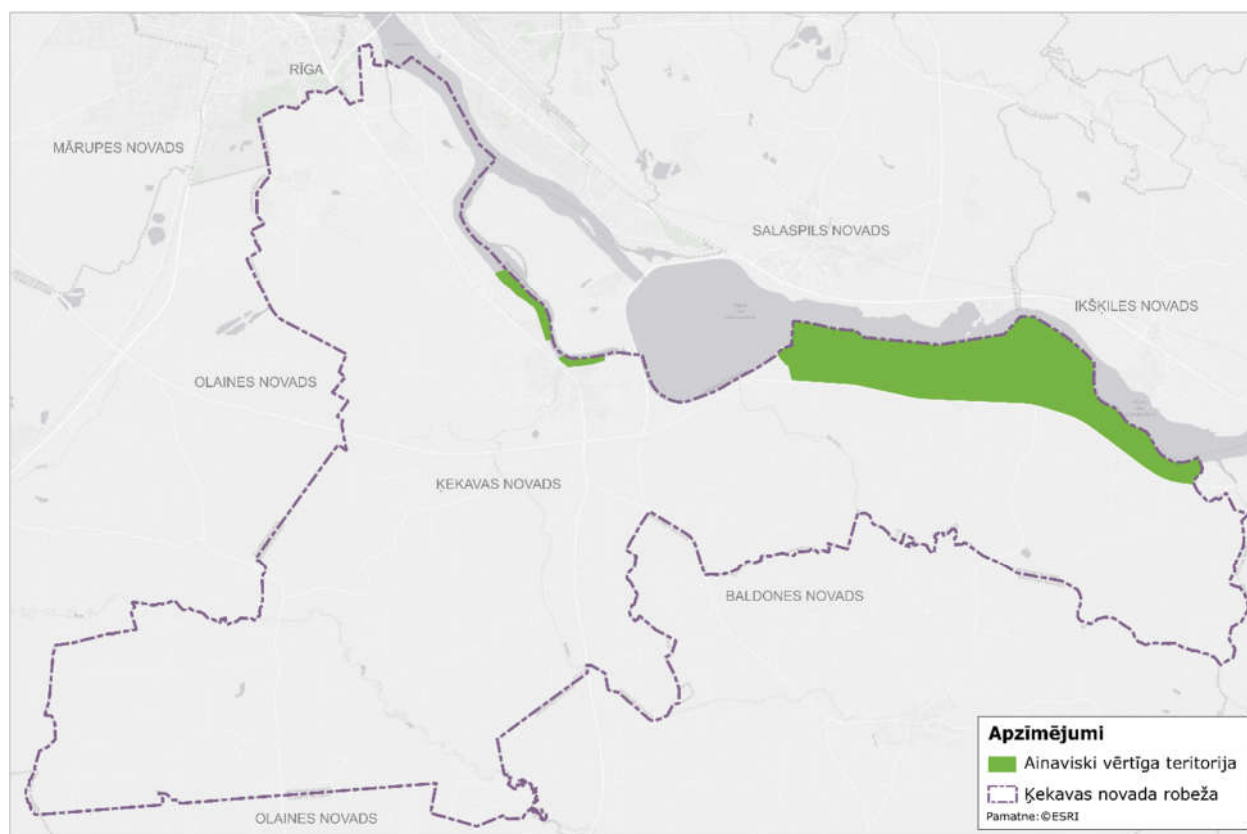 RĪGA
MĀRUPES NOVADS
SALASPILS NOVADS
IKŠĶILES NOVADS
OLAINES NOVADS
ĶEKAVAS NOVADS
BALDONES NOVADS
OLAINES NOVADS
Apzīmējumi
Ainaviski vērtīga teritorija
Ķekavas novada robeža
Pamatne:©ESRI